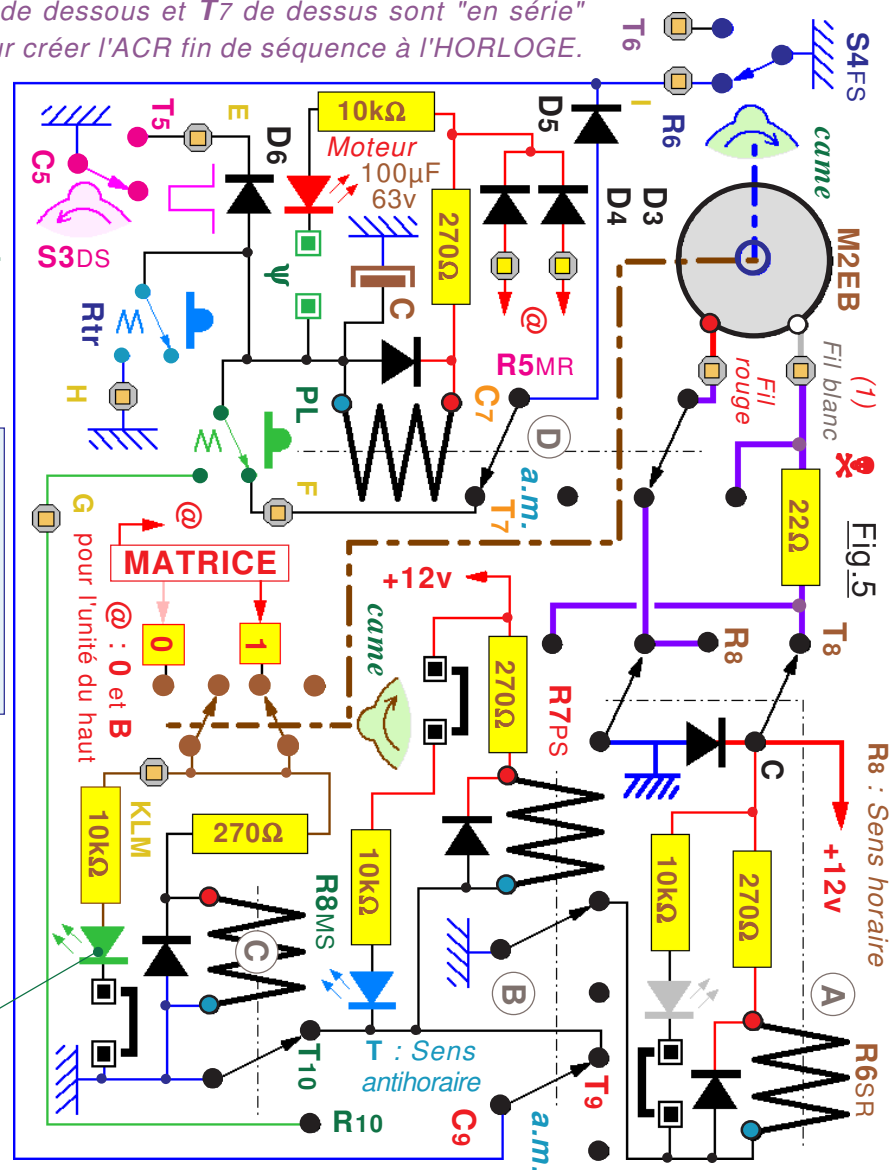 de dessous et T7 de dessus sont "en série"
ur créer l'ACR fin de séquence à l'HORLOGE.
T6
S4FS
R6
I
came
M2EB
E
T5
C5
S3DS
D6
10kΩ
Moteur
100µF
63v
D5
D3
D4
270Ω
Ψ
C
@
R5MR
C7
D
Fil
rouge
Fil blanc
(1)
Rtr
H
PL
F
a.m.
T7
22Ω
Fig.5
G
@
MATRICE
+12v
R8
T8
@ : 0 et B
pour l'unité du haut
0
1
came
270Ω
R7PS
C
+12v
R8 : Sens horaire
KLM
10kΩ
270Ω
10kΩ
10kΩ
270Ω
R8MS
C
B
A
T10
T : Sens
antihoraire
T9
R6SR
R10
C9
a.m.